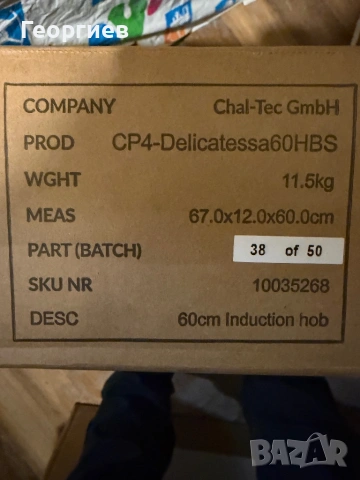 Георгиев
COMPANY Chal-Tec GmbH
PROD CP4-Delicatessa60HBS
WGHT 11.5kg
MEAS 67.0x12.0x60.0cm
PART (BATCH) 38 of 50
SKU NR 10035268
DESC 60cm Induction hob
BAZAR